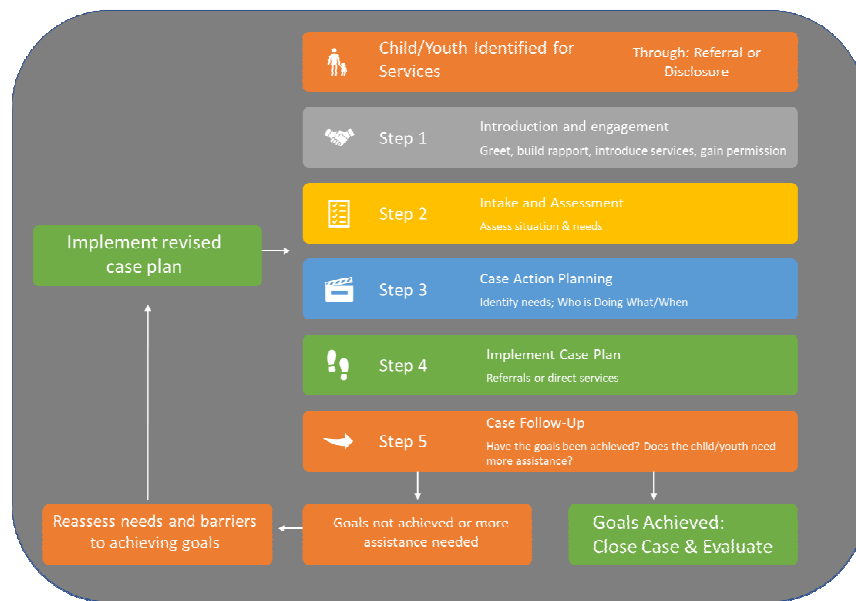 Child/Youth Identified for
Services
Through: Referral or
Disclosure
Step 1
Introduction and engagement
Greet, build rapport, introduce services, gain permission
Step 2
Intake and Assessment
Assess situation & needs
Implement revised
case plan
Step 3
Case Action Planning
Identify needs; Who is Doing What/When
Step 4
Implement Case Plan
Referrals or direct services
Step 5
Case Follow-Up
Have the goals been achieved? Does the child/youth need
more assistance?
Reassess needs and barriers
to achieving goals
Goals not achieved or more
assistance needed
Goals Achieved:
Close Case & Evaluate